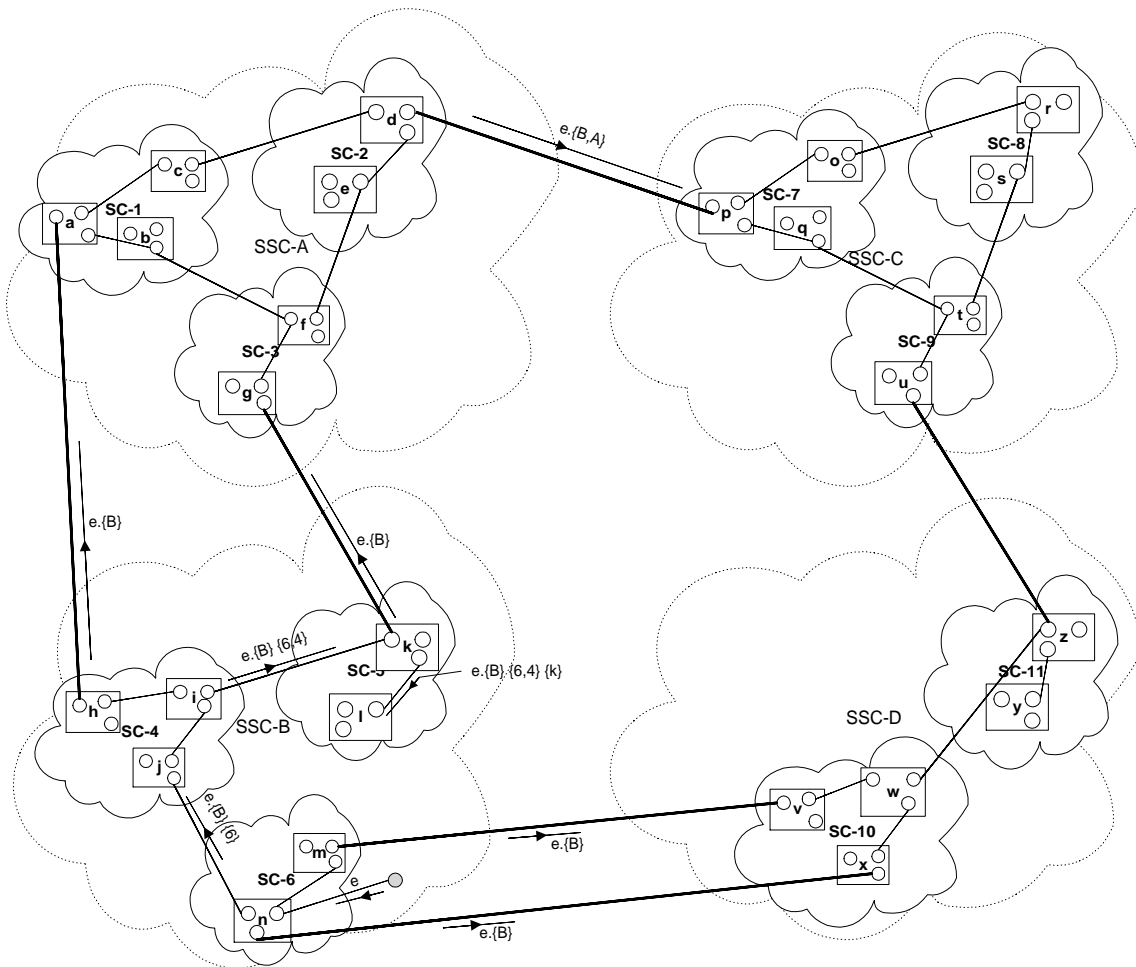 r
d
e.{B,A}
SC-8
o
SC-2
c
s
e
SC-7
SC-1
p
a
b
q
SSC-A
SSC-C
f
t
SC-9
SC-3
u
g
e.{B}
e.{B}
z
e.{B} {6,4}
k
SC-5
e.{B} {6,4} {k}
SC-11
i
h
l
y
SSC-D
SC-4
SSC-B
j
w
v
e.{B} {6}
SC-10
e.{B}
m
x
SC-6
e
n
e.{B}